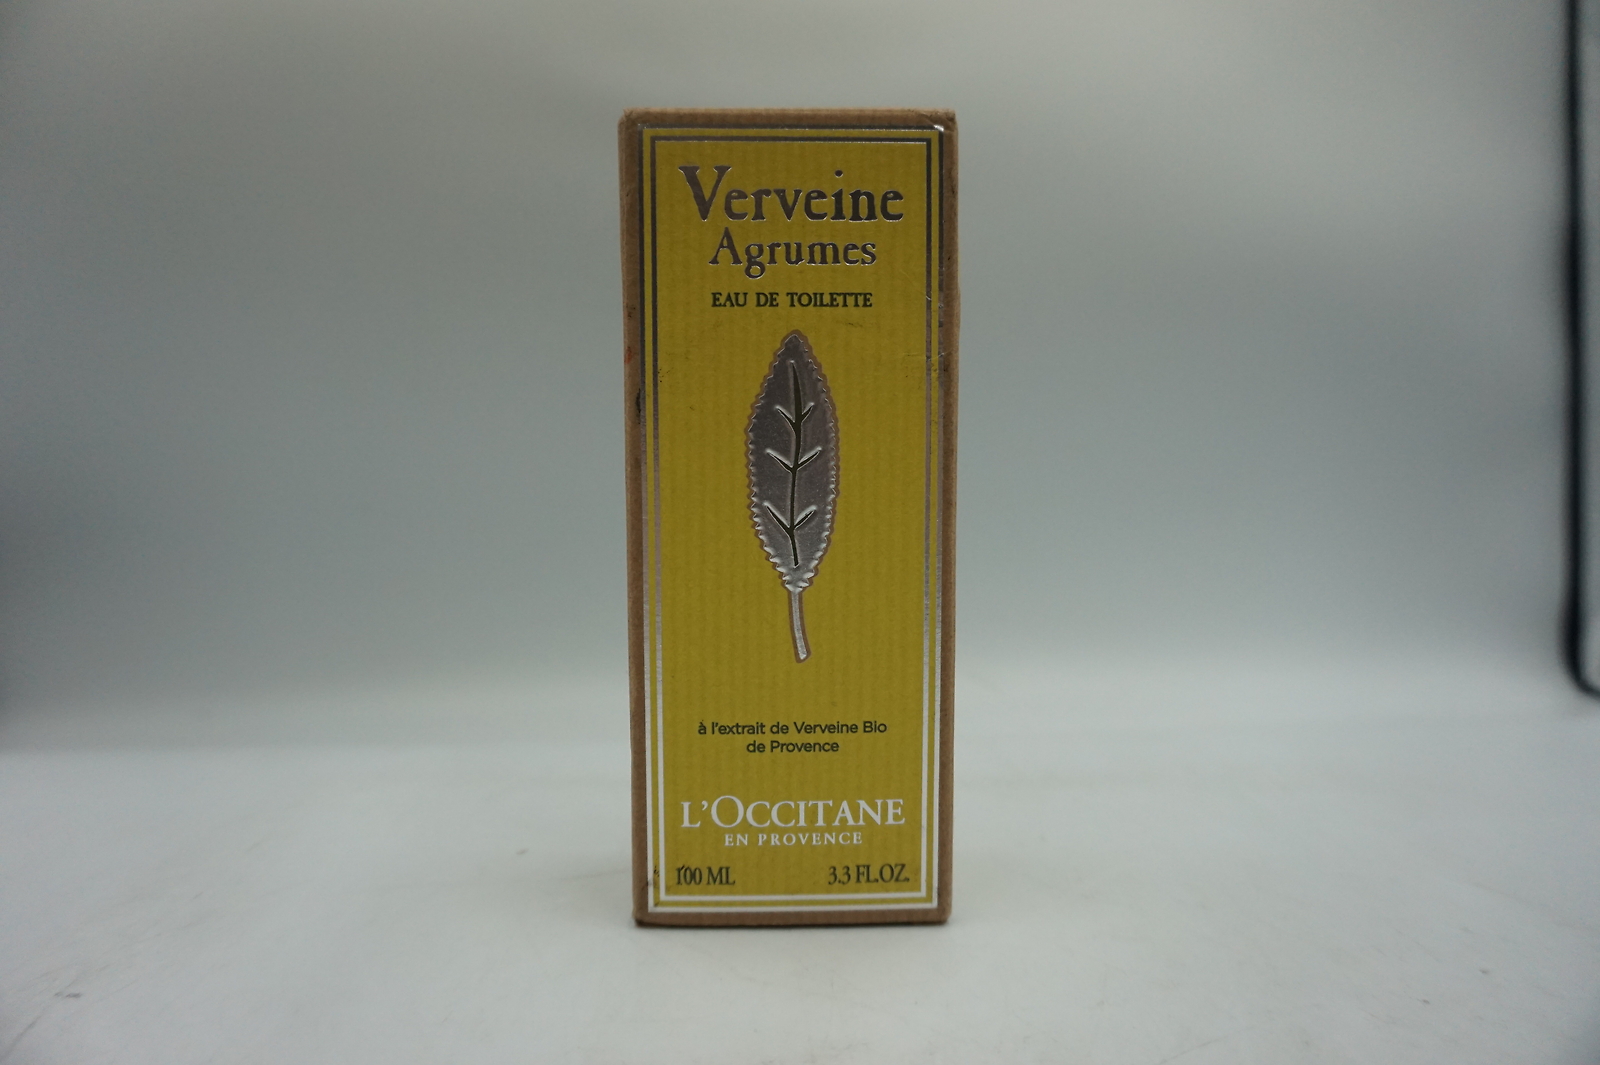 Verveine
Agrumes
EAU DE TOILETTE
à l'extrait de Verveine Bio
de Provence
L'OCCITANE
EN PROVENCE
100 ML 3.3 FL.OZ.